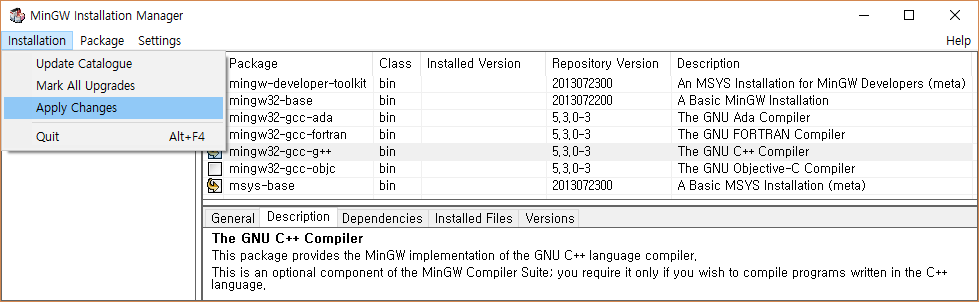 MinGW Installation Manager
Installation Package Settings Help
Update Catalogue
Mark All Upgrades
Apply Changes
Quit Alt+F4
Package Class Installed Version Repository Version Description
mingw-developer-toolkit bin 2013072300 An MSYS Installation for MinGW Developers (meta)
mingw32-base bin 2013072200 A Basic MinGW Installation
mingw32-gcc-ada bin 5,3,0-3 The GNU Ada Compiler
mingw32-gcc-fortran bin 5,3,0-3 The GNU FORTRAN Compiler
mingw32-gcc-g++ bin 5,3,0-3 The GNU C++ Compiler
mingw32-gcc-objc bin 5,3,0-3 The GNU Objective-C Compiler
msys-base bin 2013072300 A Basic MSYS Installation (meta)
General Description Dependencies Installed Files Versions
The GNU C++ Compiler
This package provides the MinGW implementation of the GNU C++ language compiler,
This is an optional component of the MinGW Compiler Suite; you require it only if you wish to compile programs written in the C++
language,